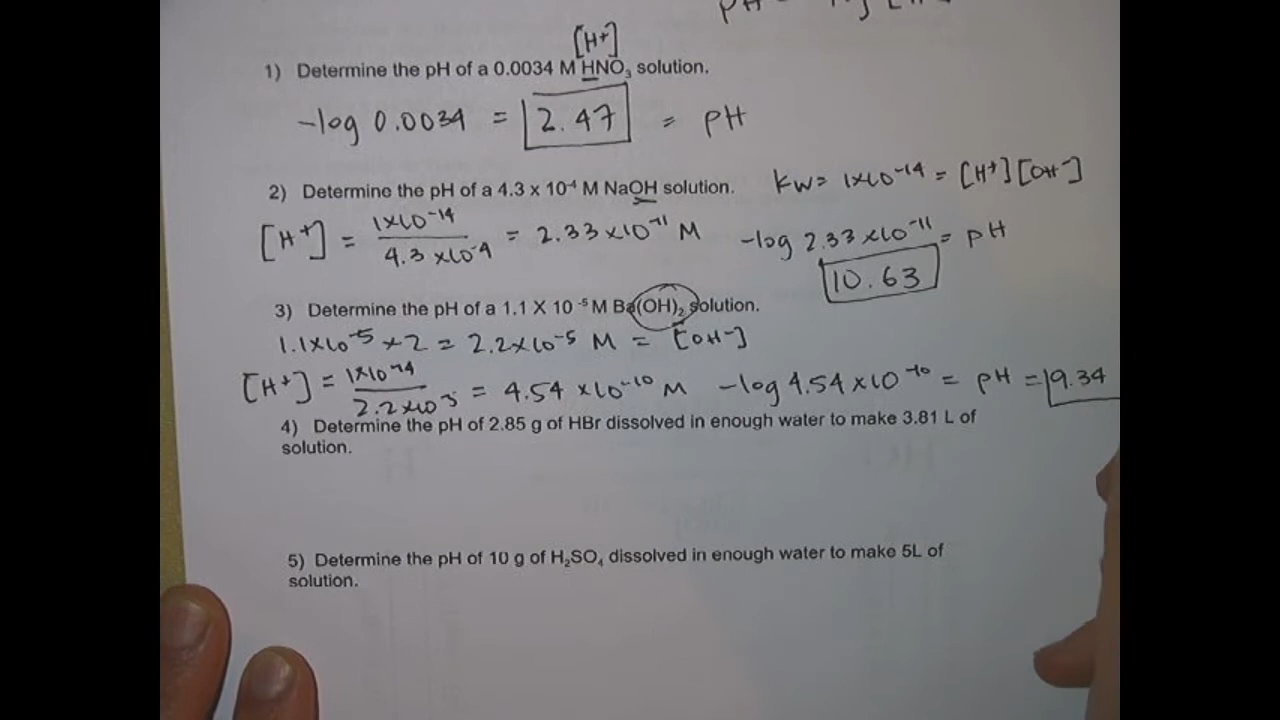 [H+]
1) Determine the pH of a 0.0034 M HNO₃ solution.
-log 0.0034 = 2.47 = pH
2) Determine the pH of a 4.3 x 10⁻⁴ M NaOH solution.
Kw = 1x10⁻¹⁴ = [H+][OH⁻]
[H+] = 1x10⁻¹⁴ / 4.3x10⁻⁴ = 2.33x10⁻¹¹ M
-log 2.33x10⁻¹¹ = pH
10.63
3) Determine the pH of a 1.1 X 10 ⁻⁵ M Ba(OH)₂ solution.
1.1x10⁻⁵ x 2 = 2.2x10⁻⁵ M = [OH⁻]
[H+] = 1x10⁻¹⁴ / 2.2x10⁻⁵ = 4.54 x10⁻¹⁰ M -log 4.54 x10⁻¹⁰ = pH = 9.34
4) Determine the pH of 2.85 g of HBr dissolved in enough water to make 3.81 L of
solution.
5) Determine the pH of 10 g of H₂SO₄ dissolved in enough water to make 5L of
solution.